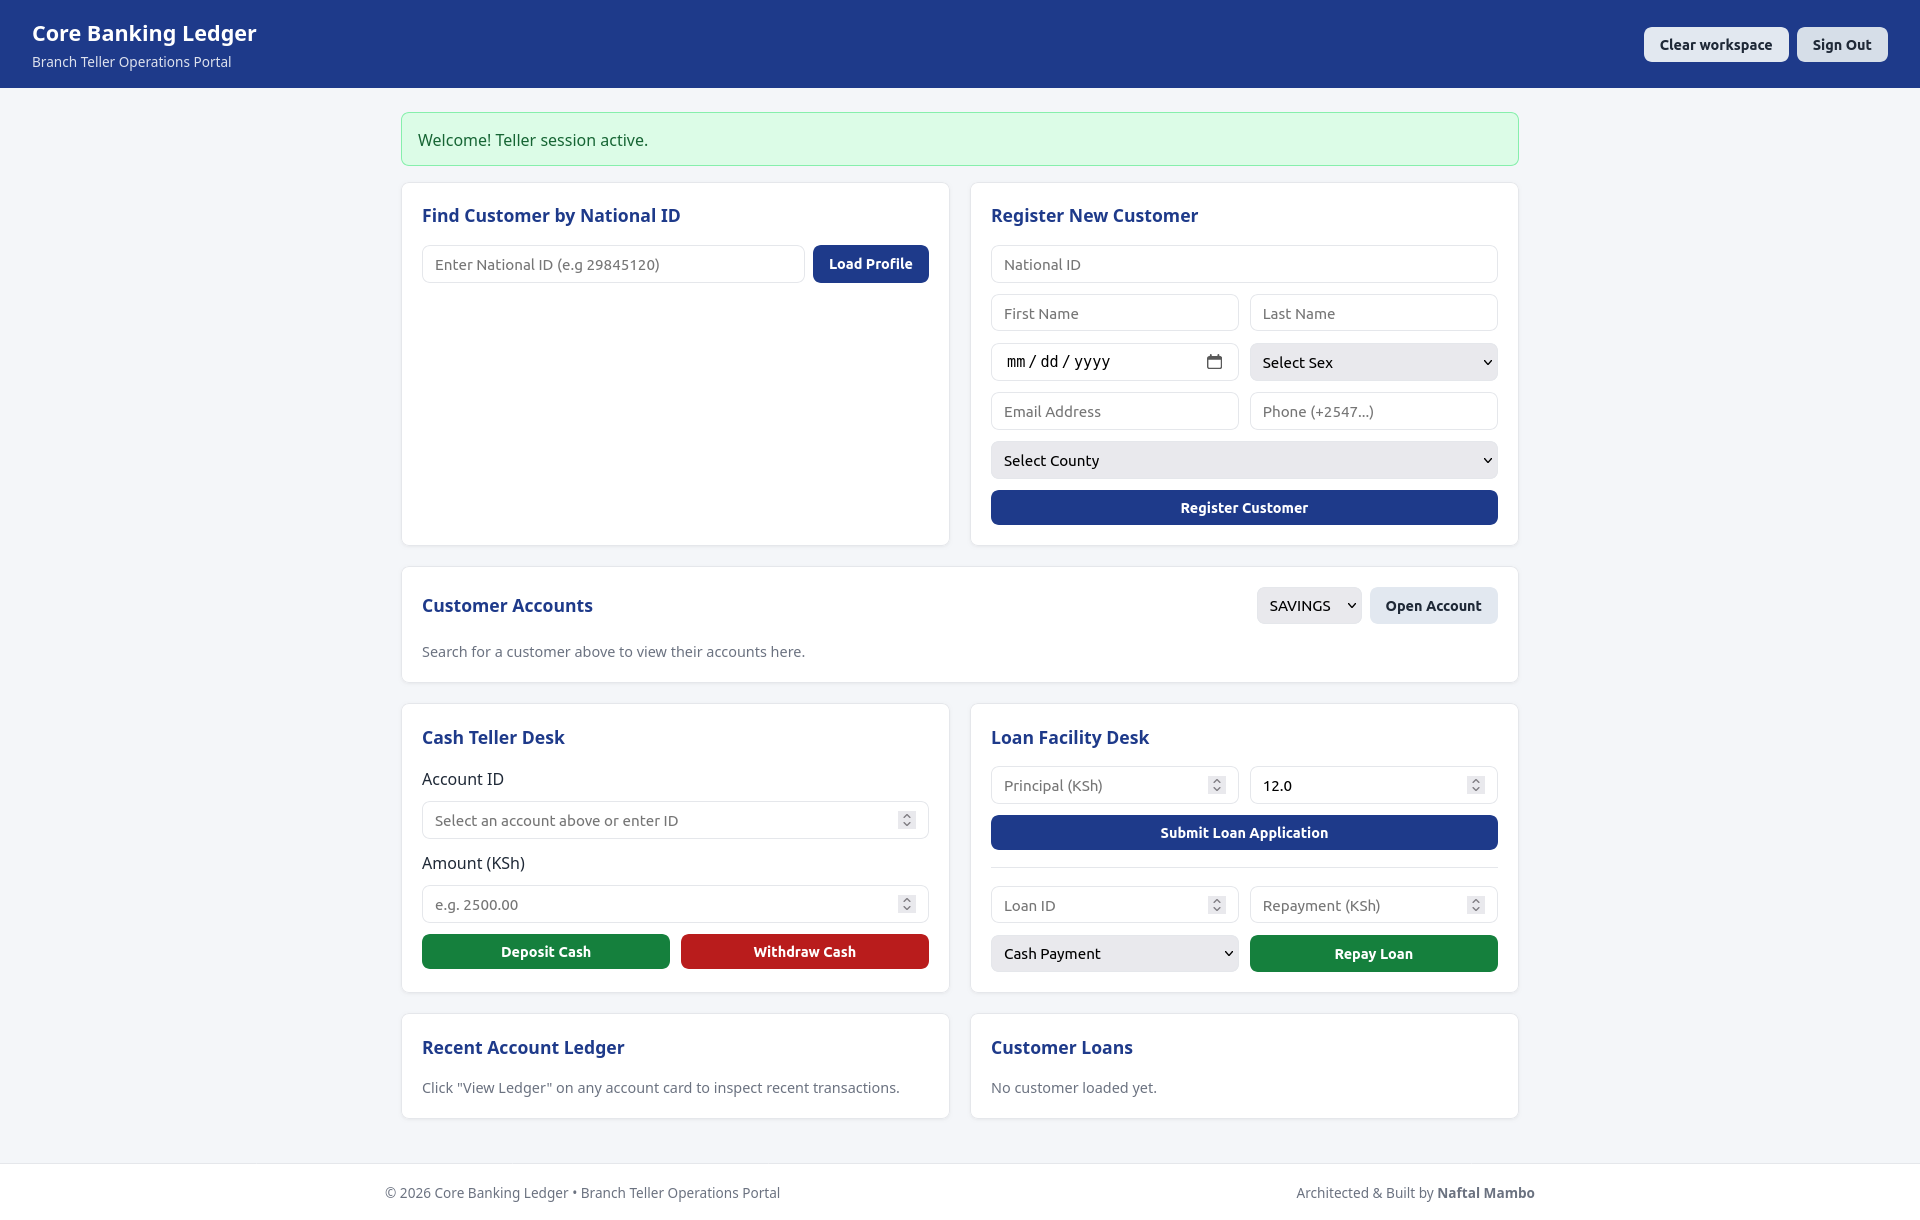 Core Banking Ledger
Branch Teller Operations Portal
Clear workspace
Sign Out
Welcome! Teller session active.
Find Customer by National ID
Enter National ID (e.g 29845120)
Load Profile
Register New Customer
National ID
First Name
Last Name
mm / dd / yyyy
Select Sex
Email Address
Phone (+2547...)
Select County
Register Customer
Customer Accounts
SAVINGS
Open Account
Search for a customer above to view their accounts here.
Cash Teller Desk
Account ID
Select an account above or enter ID
Amount (KSh)
e.g. 2500.00
Deposit Cash
Withdraw Cash
Loan Facility Desk
Principal (KSh)
12.0
Submit Loan Application
Loan ID
Repayment (KSh)
Cash Payment
Repay Loan
Recent Account Ledger
Click "View Ledger" on any account card to inspect recent transactions.
Customer Loans
No customer loaded yet.
© 2026 Core Banking Ledger • Branch Teller Operations Portal
Architected & Built by Naftal Mambo